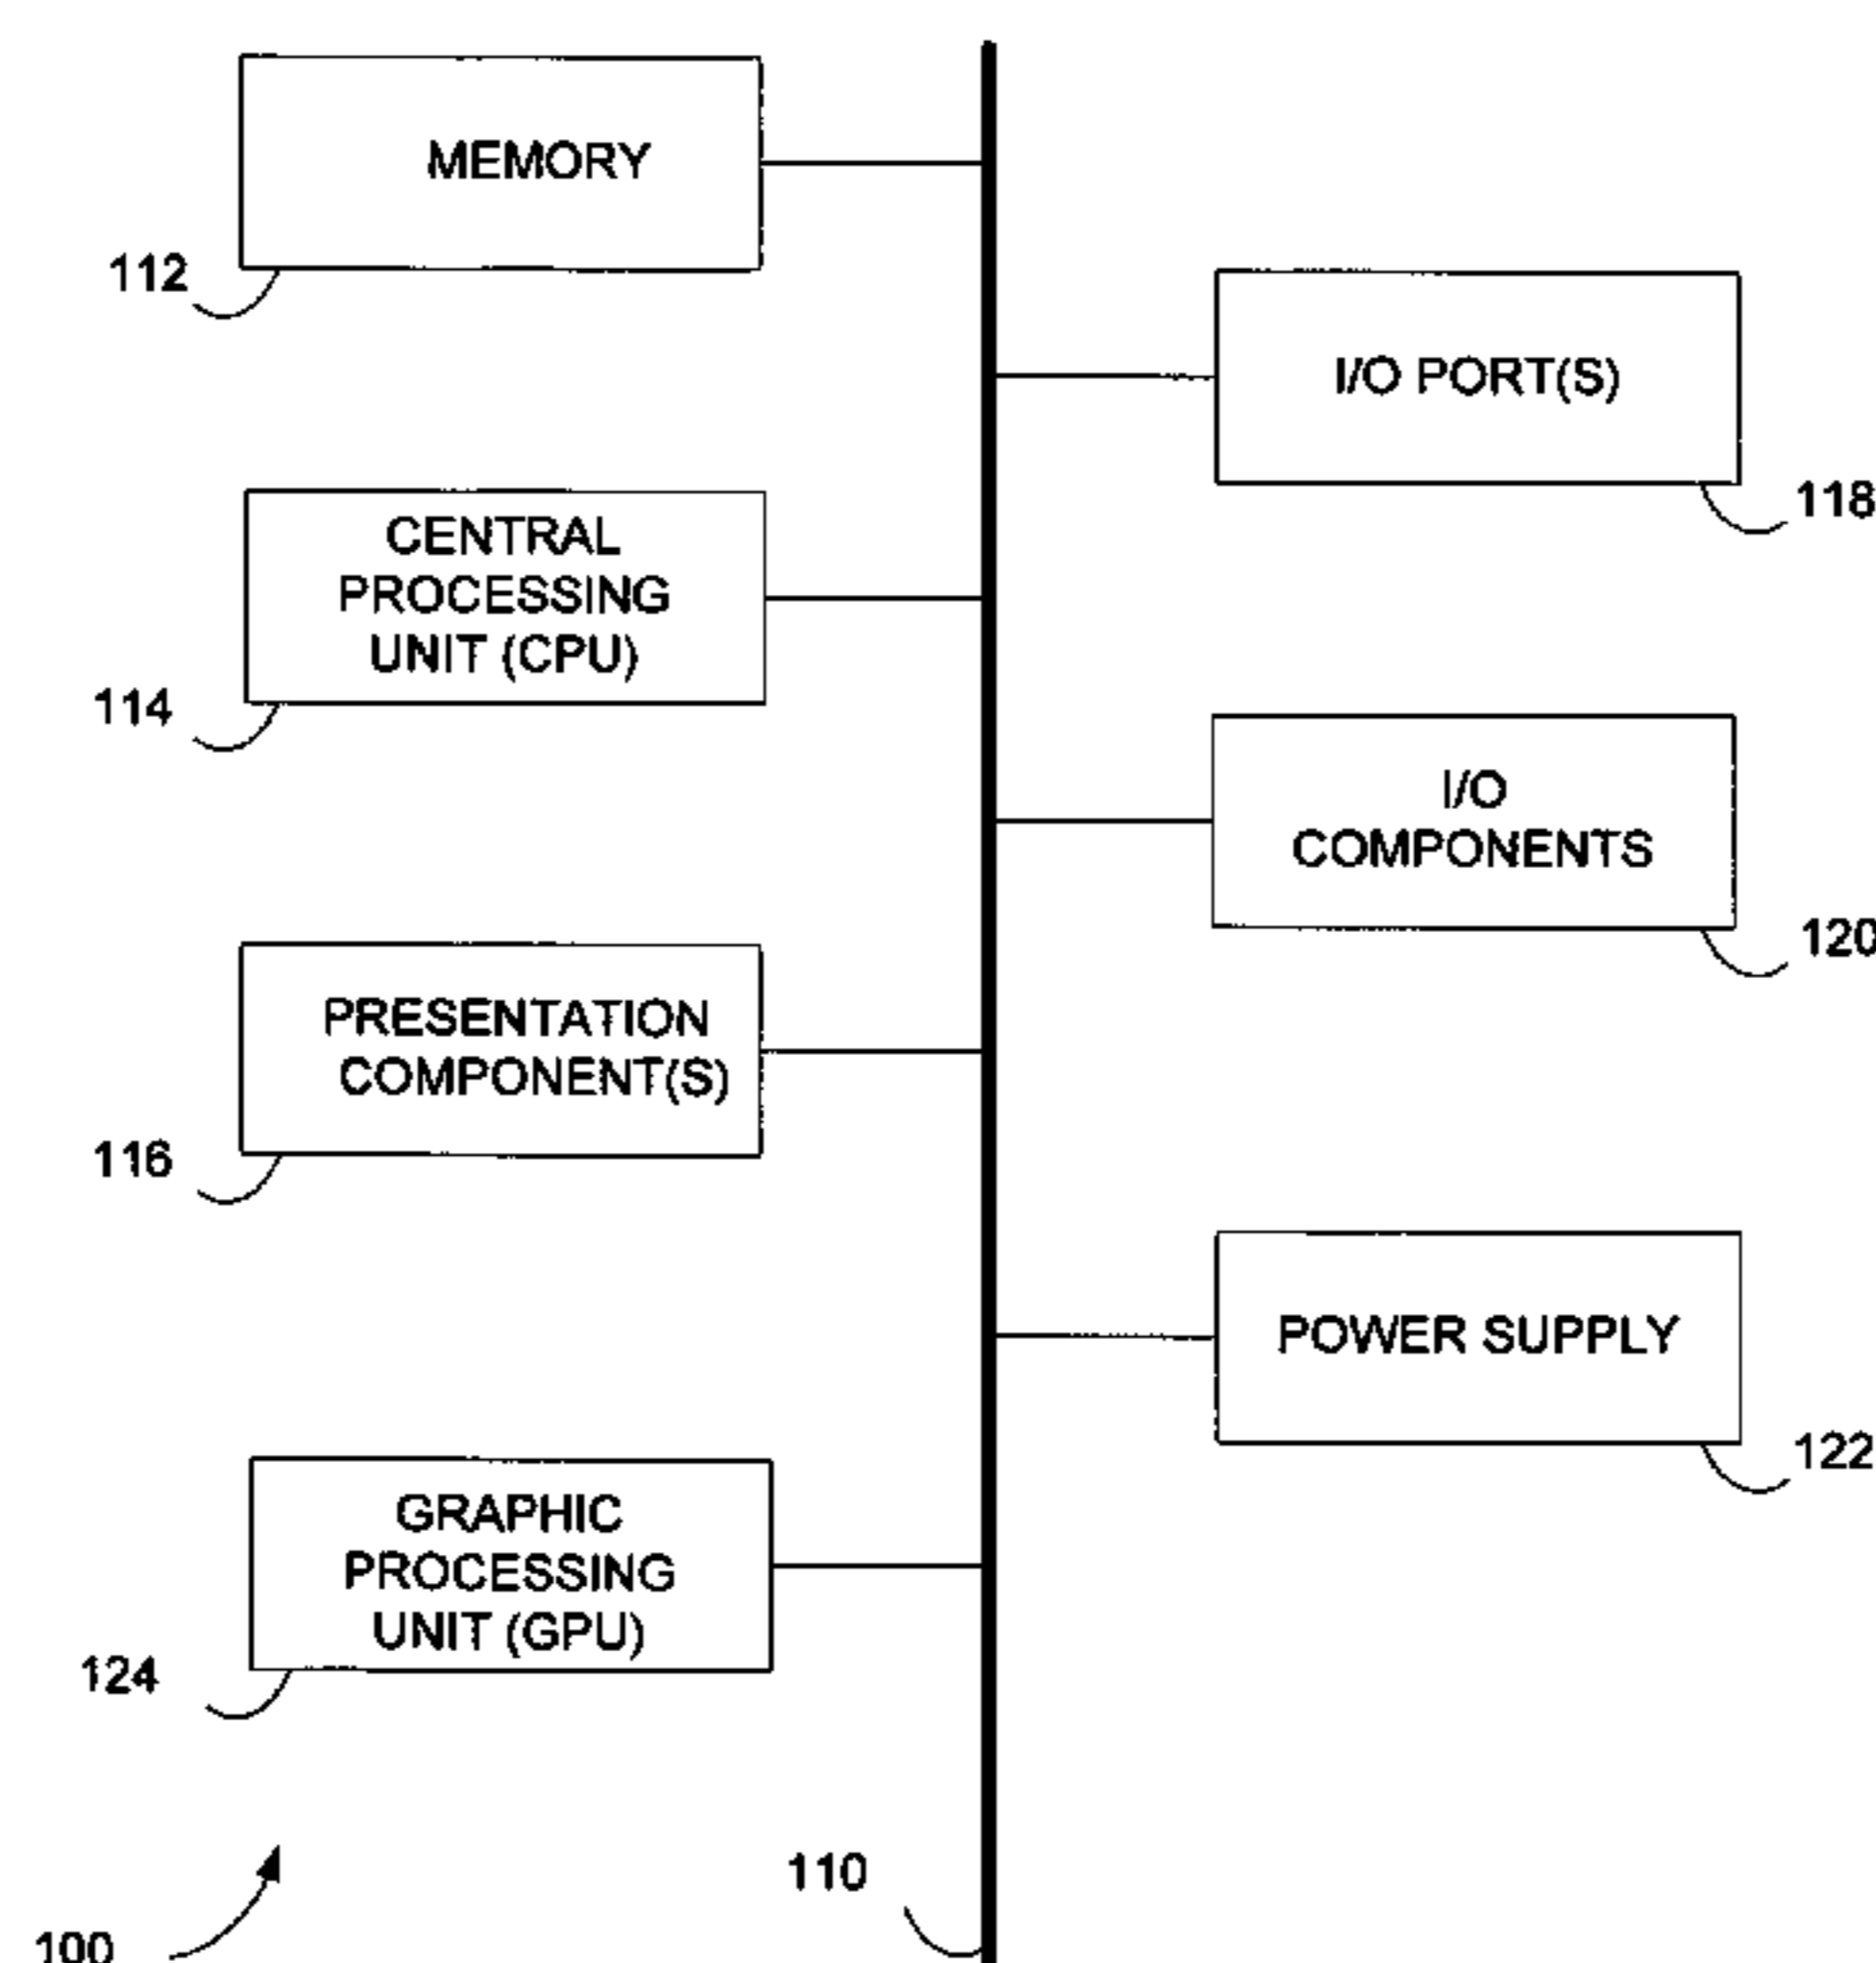 MEMORY
112
I/O PORT(S)
118
CENTRAL
PROCESSING
UNIT (CPU)
114
I/O
COMPONENTS
120
PRESENTATION
COMPONENT(S)
116
POWER SUPPLY
122
GRAPHIC
PROCESSING
UNIT (GPU)
124
110
100